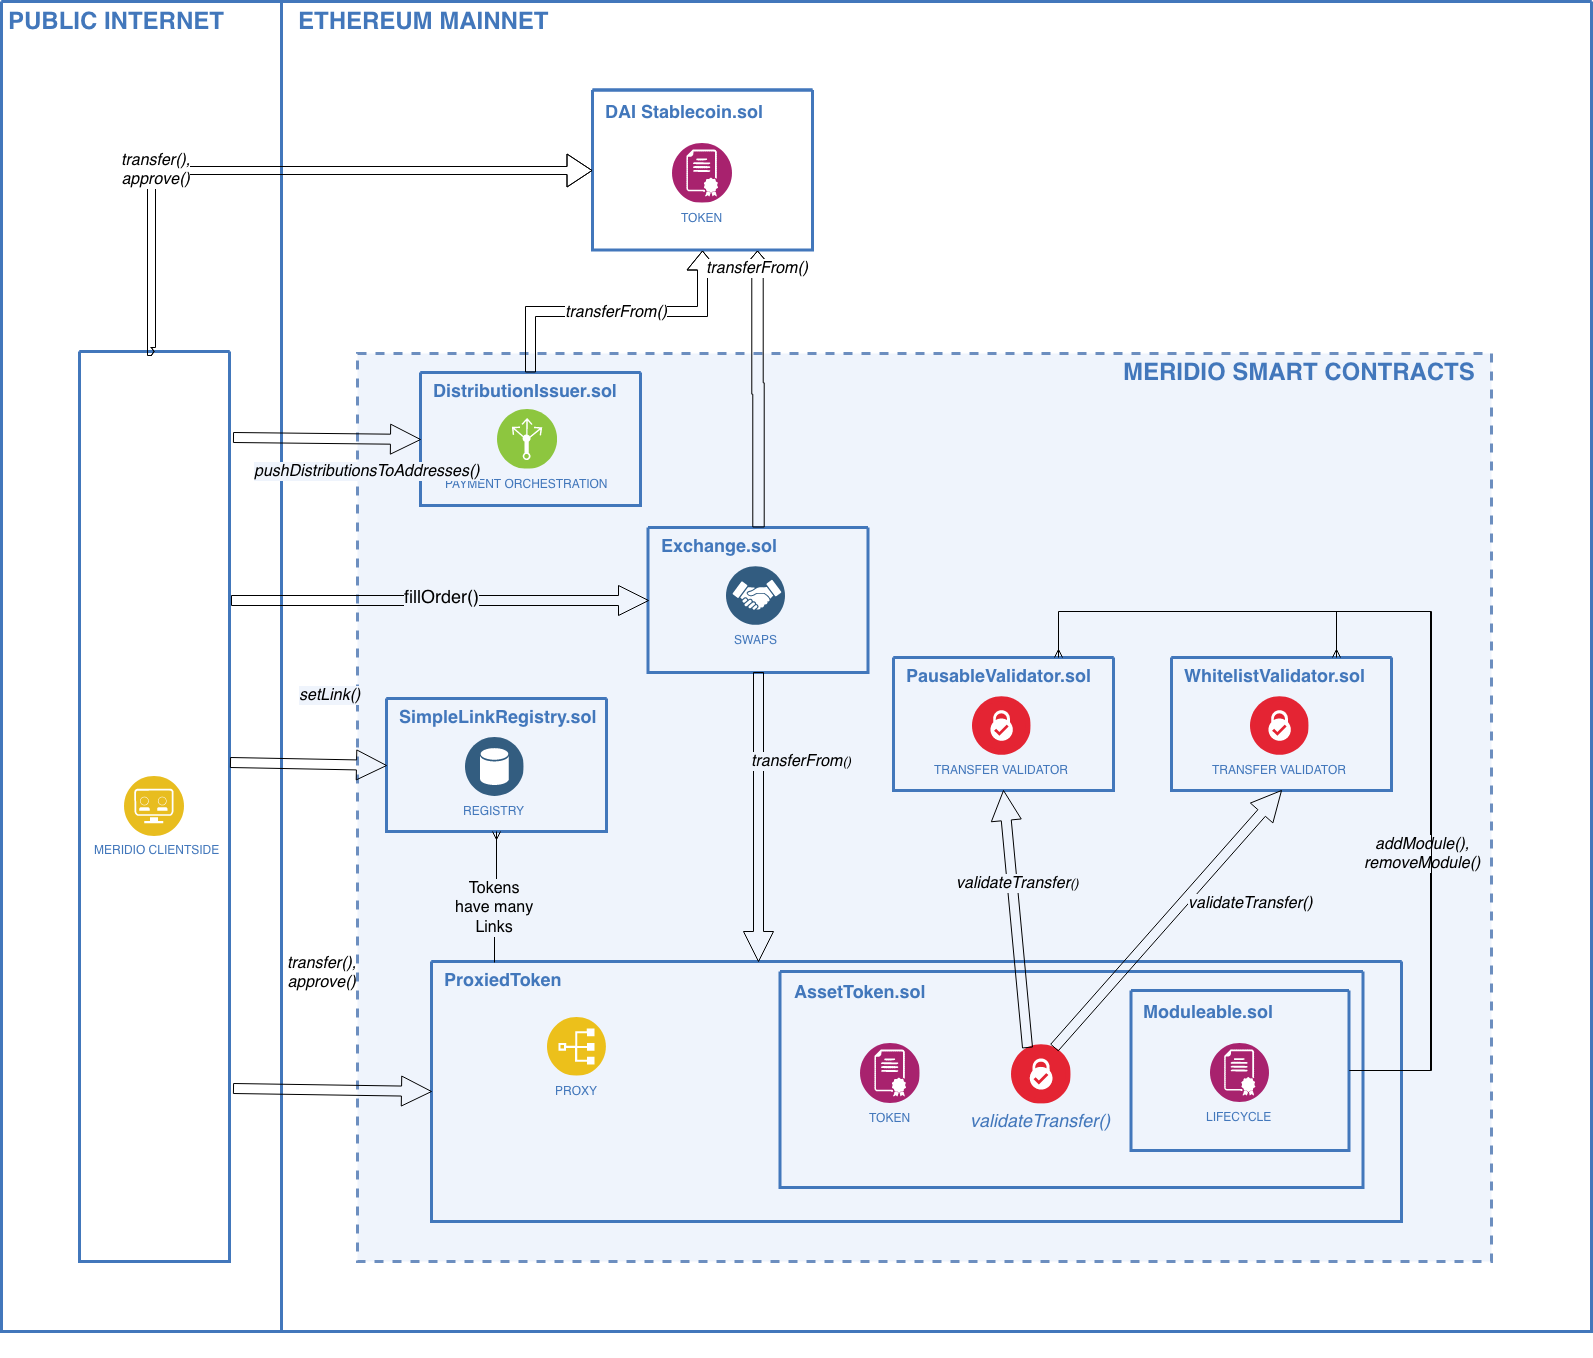 PUBLIC INTERNET
ETHEREUM MAINNET
DAI Stablecoin.sol
TOKEN
transfer(),
approve()
transferFrom()
transferFrom()
MERIDIO SMART CONTRACTS
DistributionIssuer.sol
pushDistributionsToAddresses()
PAYMENT ORCHESTRATION
Exchange.sol
SWAPS
fillOrder()
setLink()
SimpleLinkRegistry.sol
REGISTRY
PausableValidator.sol
TRANSFER VALIDATOR
WhitelistValidator.sol
TRANSFER VALIDATOR
transferFrom()
MERIDIO CLIENTSIDE
addModule(),
removeModule()
validateTransfer()
validateTransfer()
Tokens
have many
Links
transfer(),
approve()
ProxiedToken
PROXY
AssetToken.sol
TOKEN
validateTransfer()
Moduleable.sol
LIFECYCLE